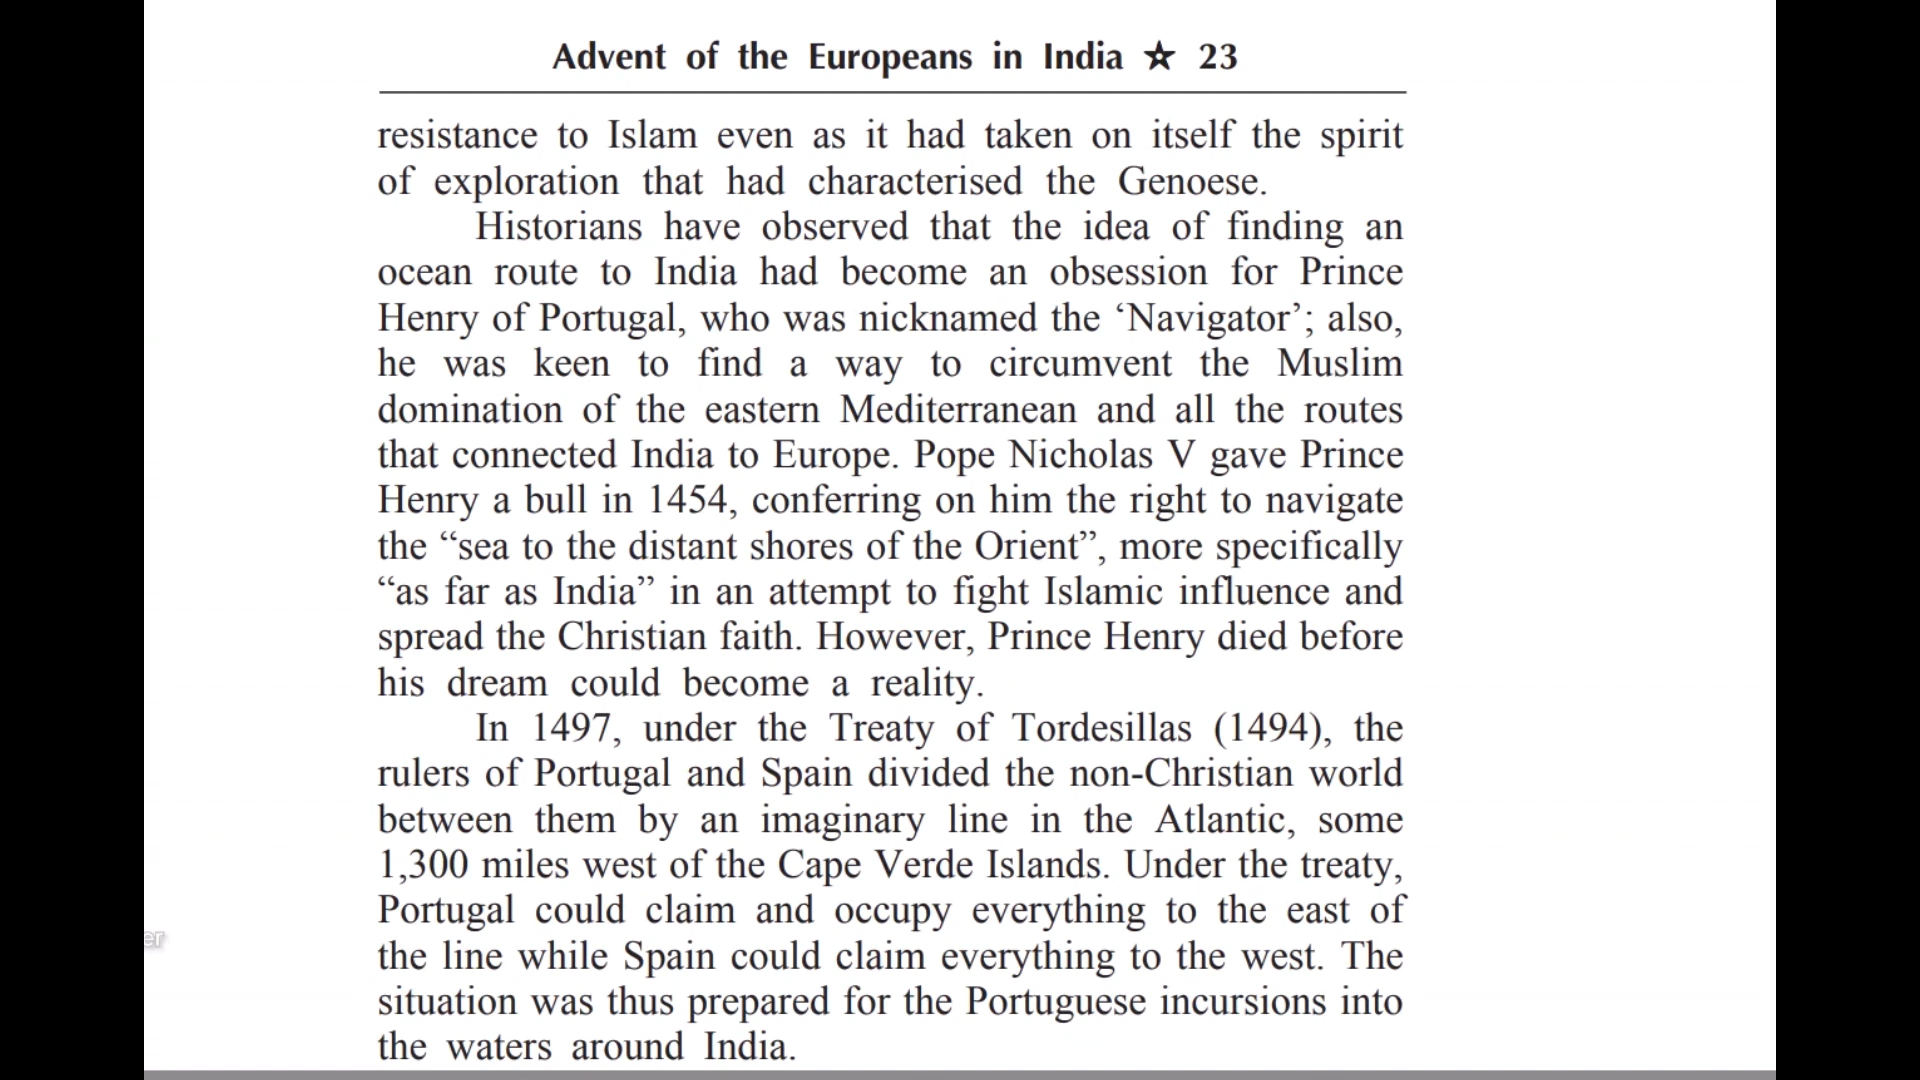 Advent of the Europeans in India ☆ 23
resistance to Islam even as it had taken on itself the spirit
of exploration that had characterised the Genoese.
Historians have observed that the idea of finding an
ocean route to India had become an obsession for Prince
Henry of Portugal, who was nicknamed the ‘Navigator’; also,
he was keen to find a way to circumvent the Muslim
domination of the eastern Mediterranean and all the routes
that connected India to Europe. Pope Nicholas V gave Prince
Henry a bull in 1454, conferring on him the right to navigate
the “sea to the distant shores of the Orient”, more specifically
“as far as India” in an attempt to fight Islamic influence and
spread the Christian faith. However, Prince Henry died before
his dream could become a reality.
In 1497, under the Treaty of Tordesillas (1494), the
rulers of Portugal and Spain divided the non-Christian world
between them by an imaginary line in the Atlantic, some
1,300 miles west of the Cape Verde Islands. Under the treaty,
Portugal could claim and occupy everything to the east of
er
the line while Spain could claim everything to the west. The
situation was thus prepared for the Portuguese incursions into
the waters around India.